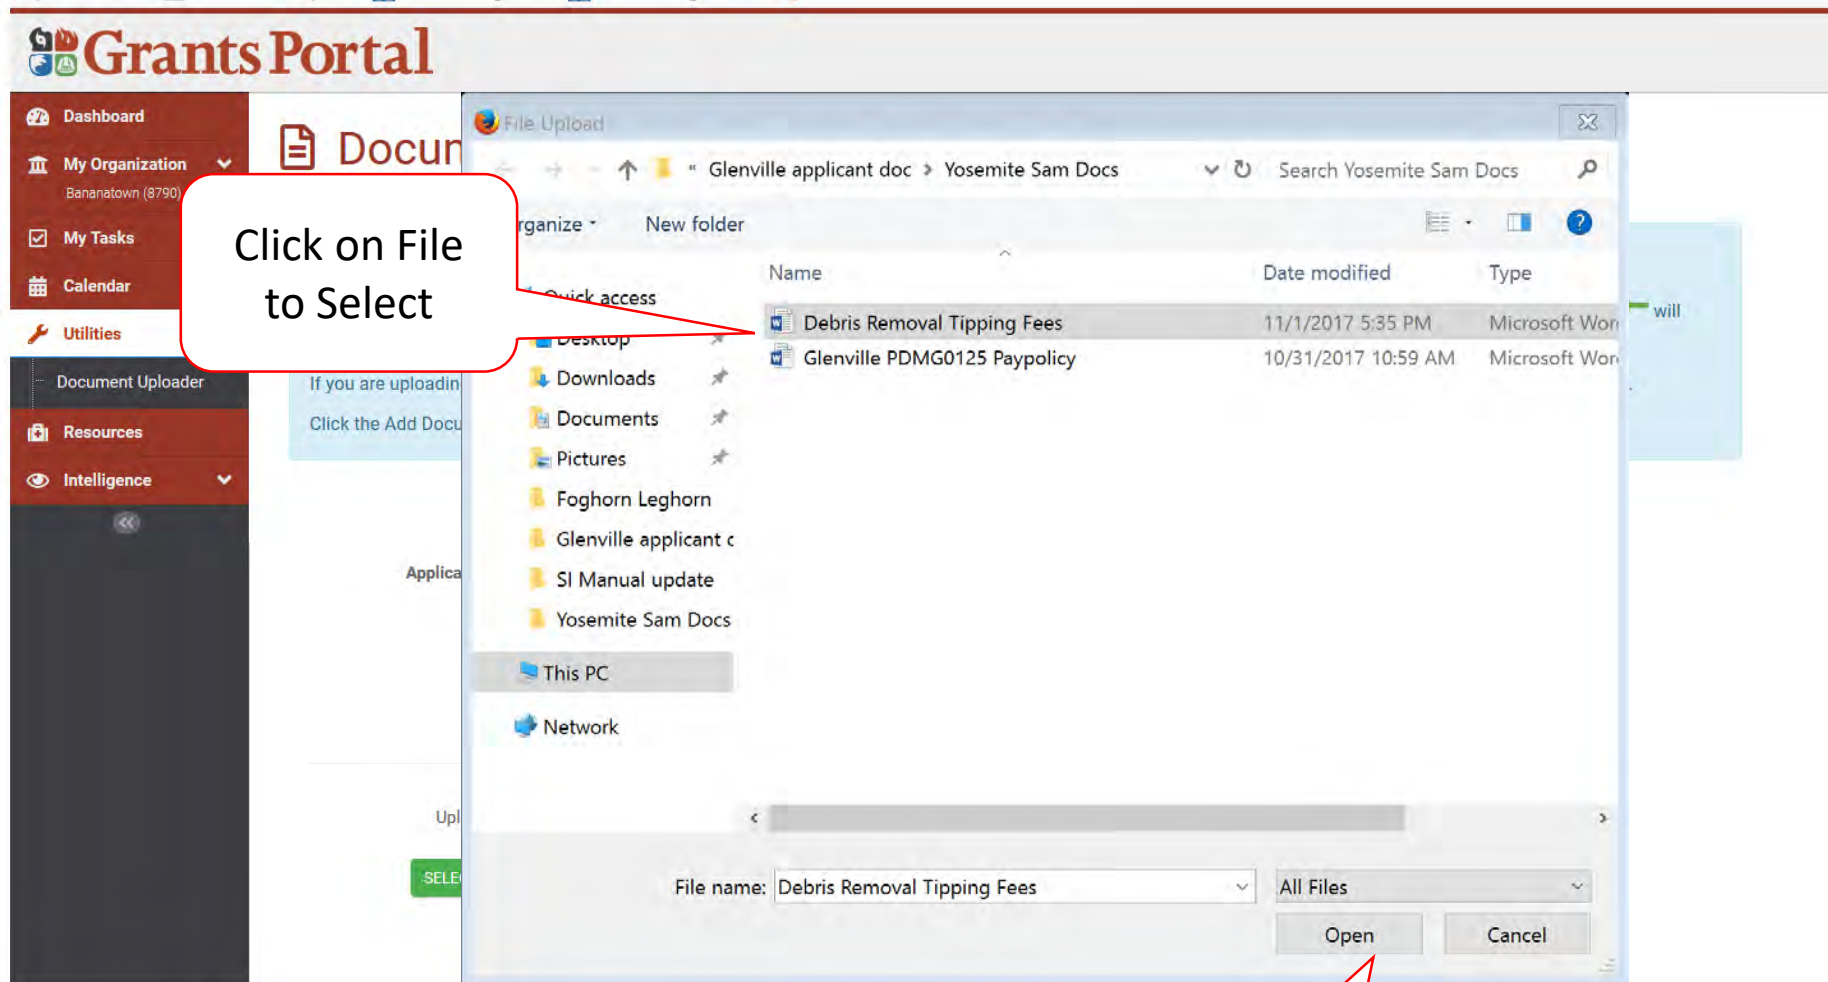 Grants Portal
Dashboard
My Organization
Bananatown (8790)
My Tasks
Calendar
Utilities
Document Uploader
Resources
Intelligence
Docum
Click on File
to Select
will
If you are uploadin
Click the Add Docu
Applica
Upl
SELE
File Upload
« Glenville applicant doc > Yosemite Sam Docs
Search Yosemite Sam Docs
rganize
New folder
Name
Date modified
Type
Quick access
Desktop
Downloads
Documents
Pictures
Foghorn Leghorn
Glenville applicant c
SI Manual update
Yosemite Sam Docs
This PC
Network
Debris Removal Tipping Fees 11/1/2017 5:35 PM Microsoft Wor
Glenville PDMG0125 Paypolicy 10/31/2017 10:59 AM Microsoft Wor
File name: Debris Removal Tipping Fees
All Files
Open
Cancel